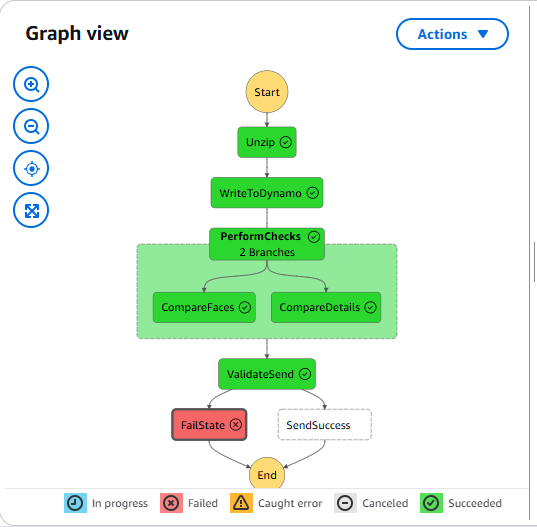 Graph view
Actions
Start
Unzip
WriteToDynamo
PerformChecks
2 Branches
CompareFaces
CompareDetails
ValidateSend
FailState
SendSuccess
End
In progress
Failed
Caught error
Canceled
Succeeded